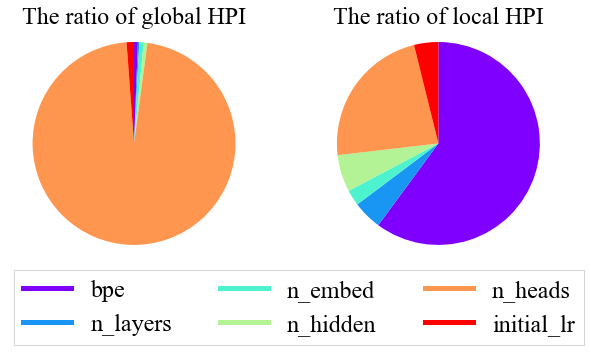 The ratio of global HPI
The ratio of local HPI
bpe
n_embed
n_heads
n_layers
n_hidden
initial_lr